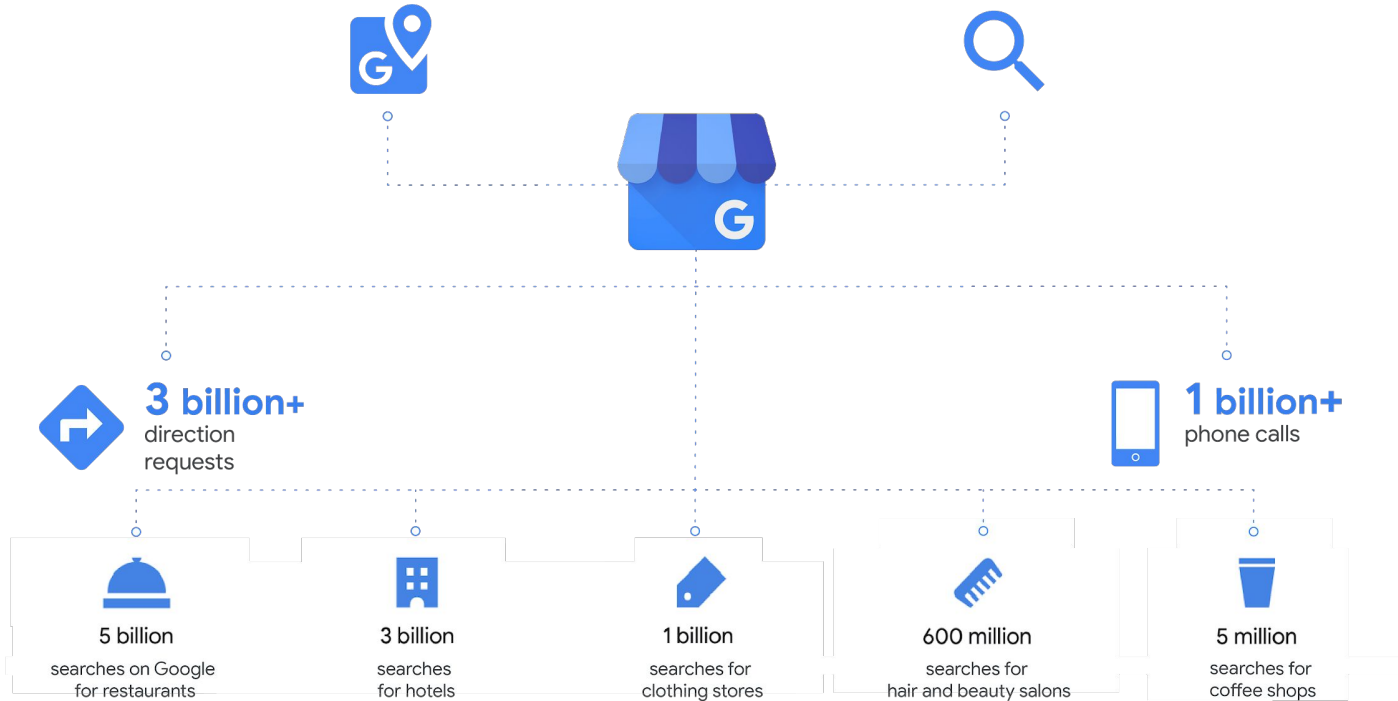 G
G
3 billion+
direction
requests
1 billion+
phone calls
5 billion
searches on Google
for restaurants
3 billion
searches
for hotels
1 billion
searches for
clothing stores
600 million
searches for
hair and beauty salons
5 million
searches for
coffee shops